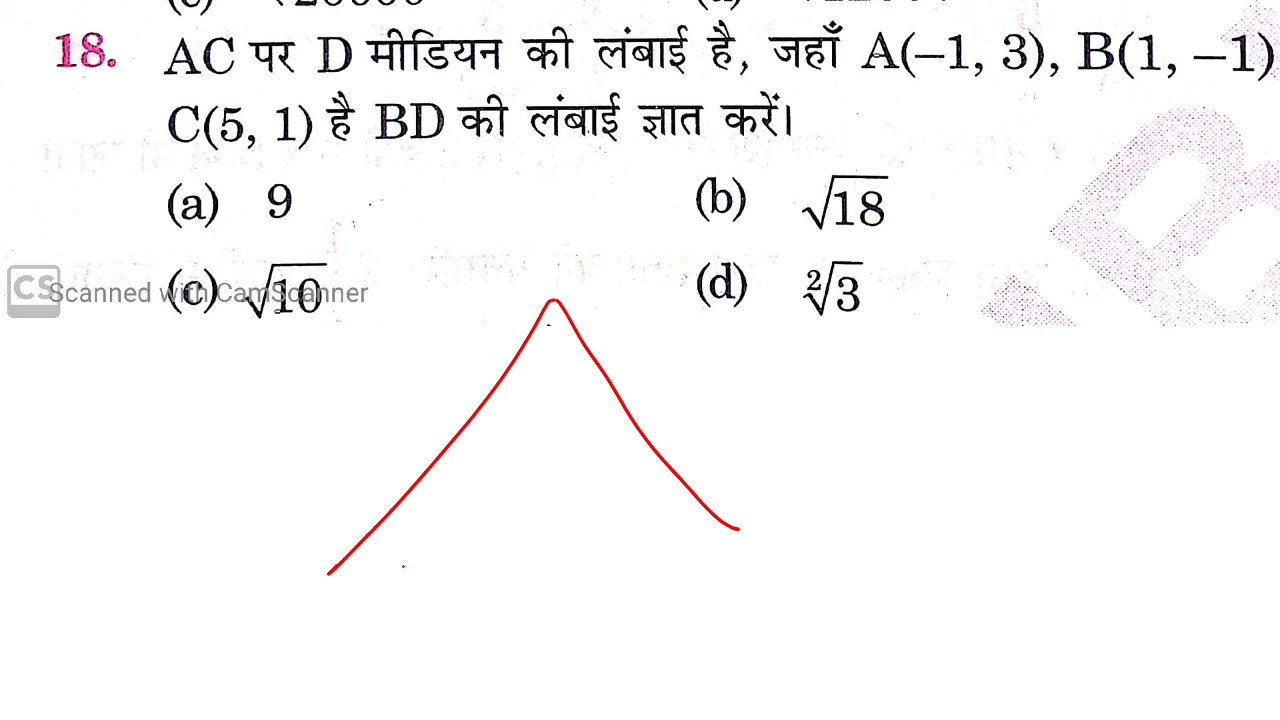 18. AC पर D मीडियन की लंबाई है, जहाँ A(–1, 3), B(1, –1)
C(5, 1) है BD की लंबाई ज्ञात करें।
(a) 9 (b) √18
(c) √10 (d) ²√3
CS Scanned with CamScanner